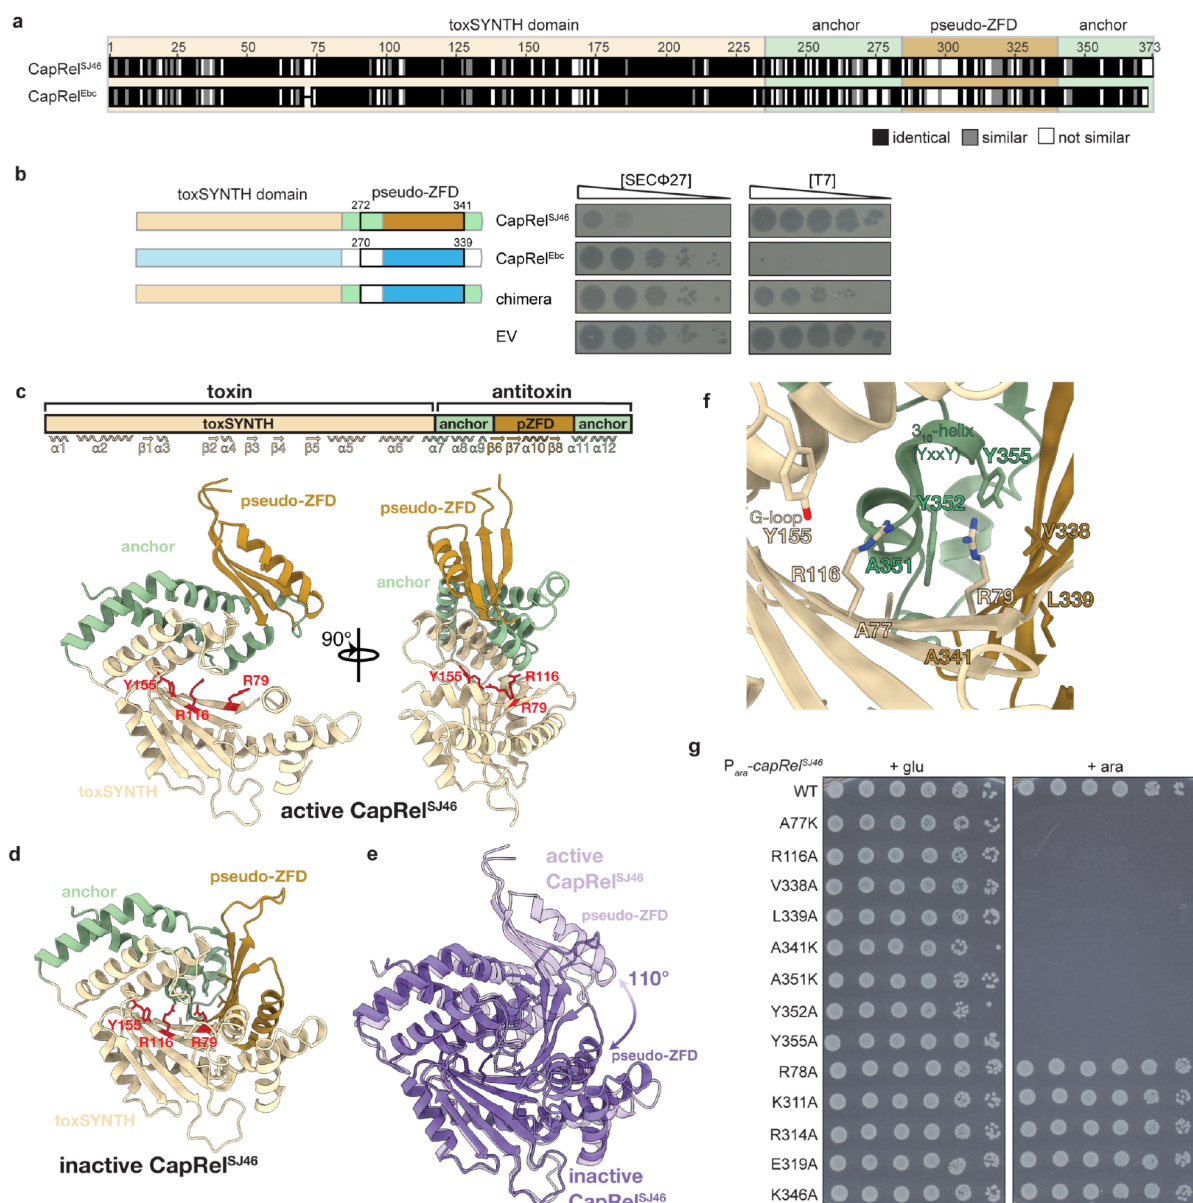 a
toxSYNTH domain anchor pseudo-ZFD anchor
1 25 50 75 100 125 150 175 200 225 250 275 300 325 350 373
CapRel^SJ46
CapRel^Ebc
identical similar not similar
b
toxSYNTH domain pseudo-ZFD [SECΦ27] [T7]
272 341 CapRel^SJ46
270 339 CapRel^Ebc
chimera
EV
c
toxin antitoxin
toxSYNTH anchor pZFD anchor
α1 α2 β1 α3 β2 α4 β3 β4 β5 α5 α6 α7 α8 α9 β6 β7 α10 β8 α11 α12
pseudo-ZFD
anchor
pseudo-ZFD
anchor
90°
Y155 R116 R79
Y155 R116 R79
toxSYNTH
active CapRel^SJ46
d
anchor
pseudo-ZFD
Y155 R116 R79
toxSYNTH
inactive CapRel^SJ46
e
active
CapRel^SJ46
pseudo-ZFD
110°
pseudo-ZFD
inactive
CapRel^SJ46
f
3₁₀-helix
(YxxY)
Y355
Y352
G-loop
Y155
V338
R116
A351
R79
L339
A77
A341
g
P_ara-capRel^SJ46 + glu + ara
WT
A77K
R116A
V338A
L339A
A341K
A351K
Y352A
Y355A
R78A
K311A
R314A
E319A
K346A